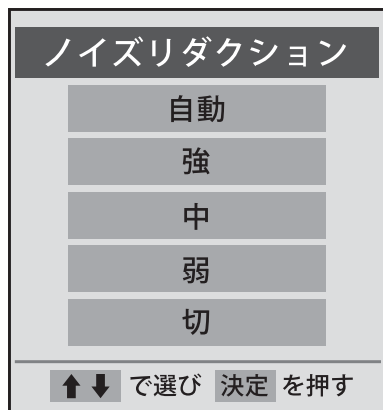 ノイズリダクション
自動
強
中
弱
切
⬆⬇ で選び 決定 を押す